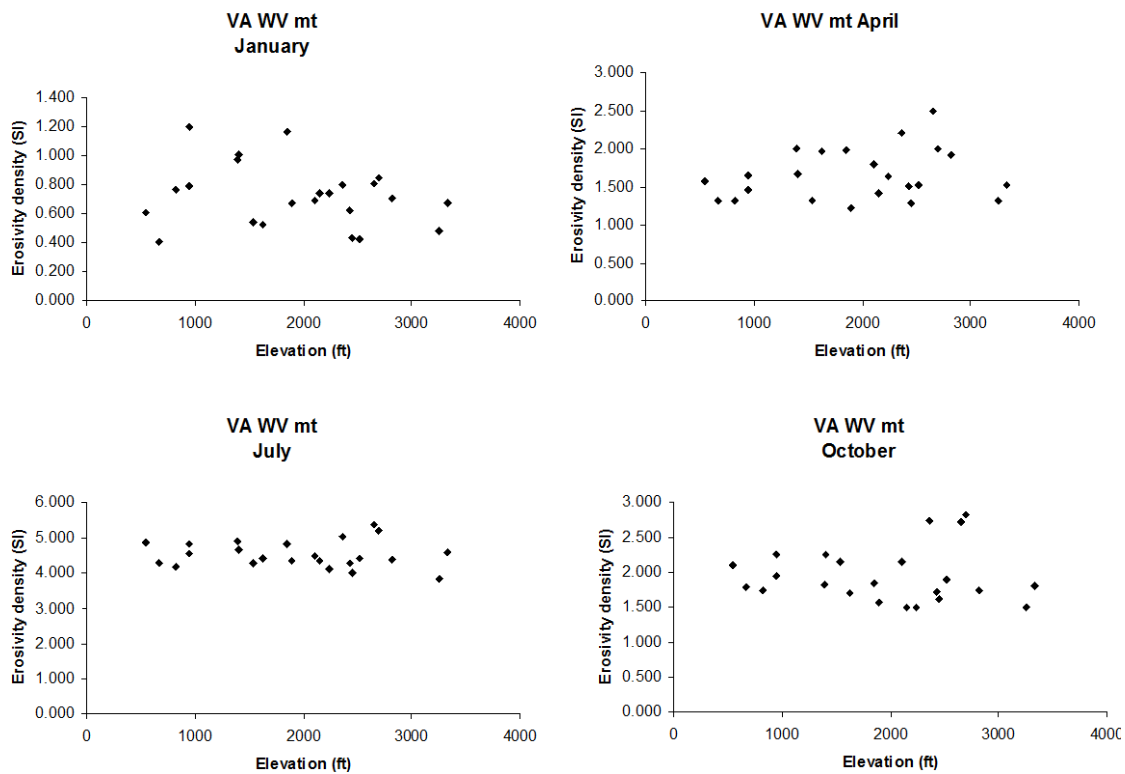 VA WV mt
January
Erosivity density (SI)
1.400
1.200
1.000
0.800
0.600
0.400
0.200
0.000
0 1000 2000 3000 4000
Elevation (ft)
VA WV mt April
Erosivity density (SI)
3.000
2.500
2.000
1.500
1.000
0.500
0.000
0 1000 2000 3000 4000
Elevation (ft)
VA WV mt
July
Erosivity density (SI)
6.000
5.000
4.000
3.000
2.000
1.000
0.000
0 1000 2000 3000 4000
Elevation (ft)
VA WV mt
October
Erosivity density (SI)
3.000
2.500
2.000
1.500
1.000
0.500
0.000
0 1000 2000 3000 4000
Elevation (ft)